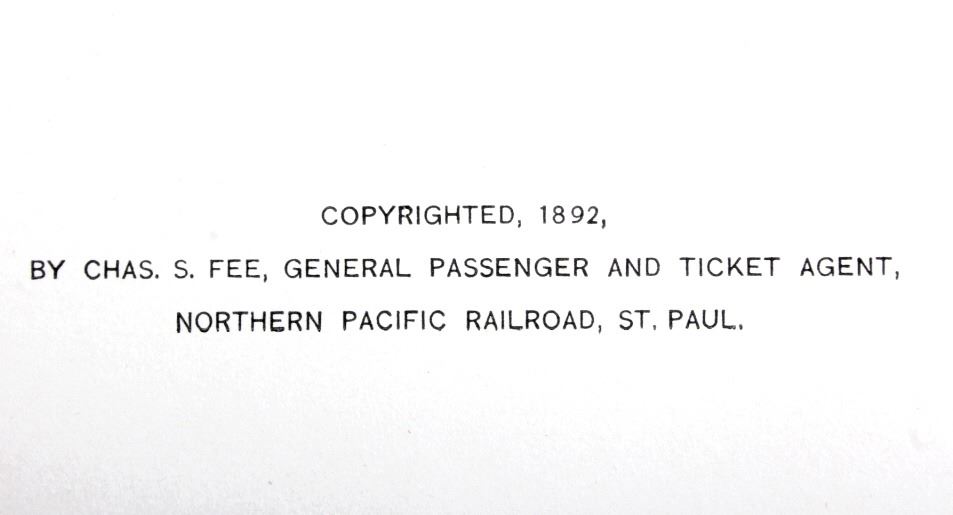 COPYRIGHTED, 1892,
BY CHAS. S. FEE, GENERAL PASSENGER AND TICKET AGENT,
NORTHERN PACIFIC RAILROAD, ST. PAUL.